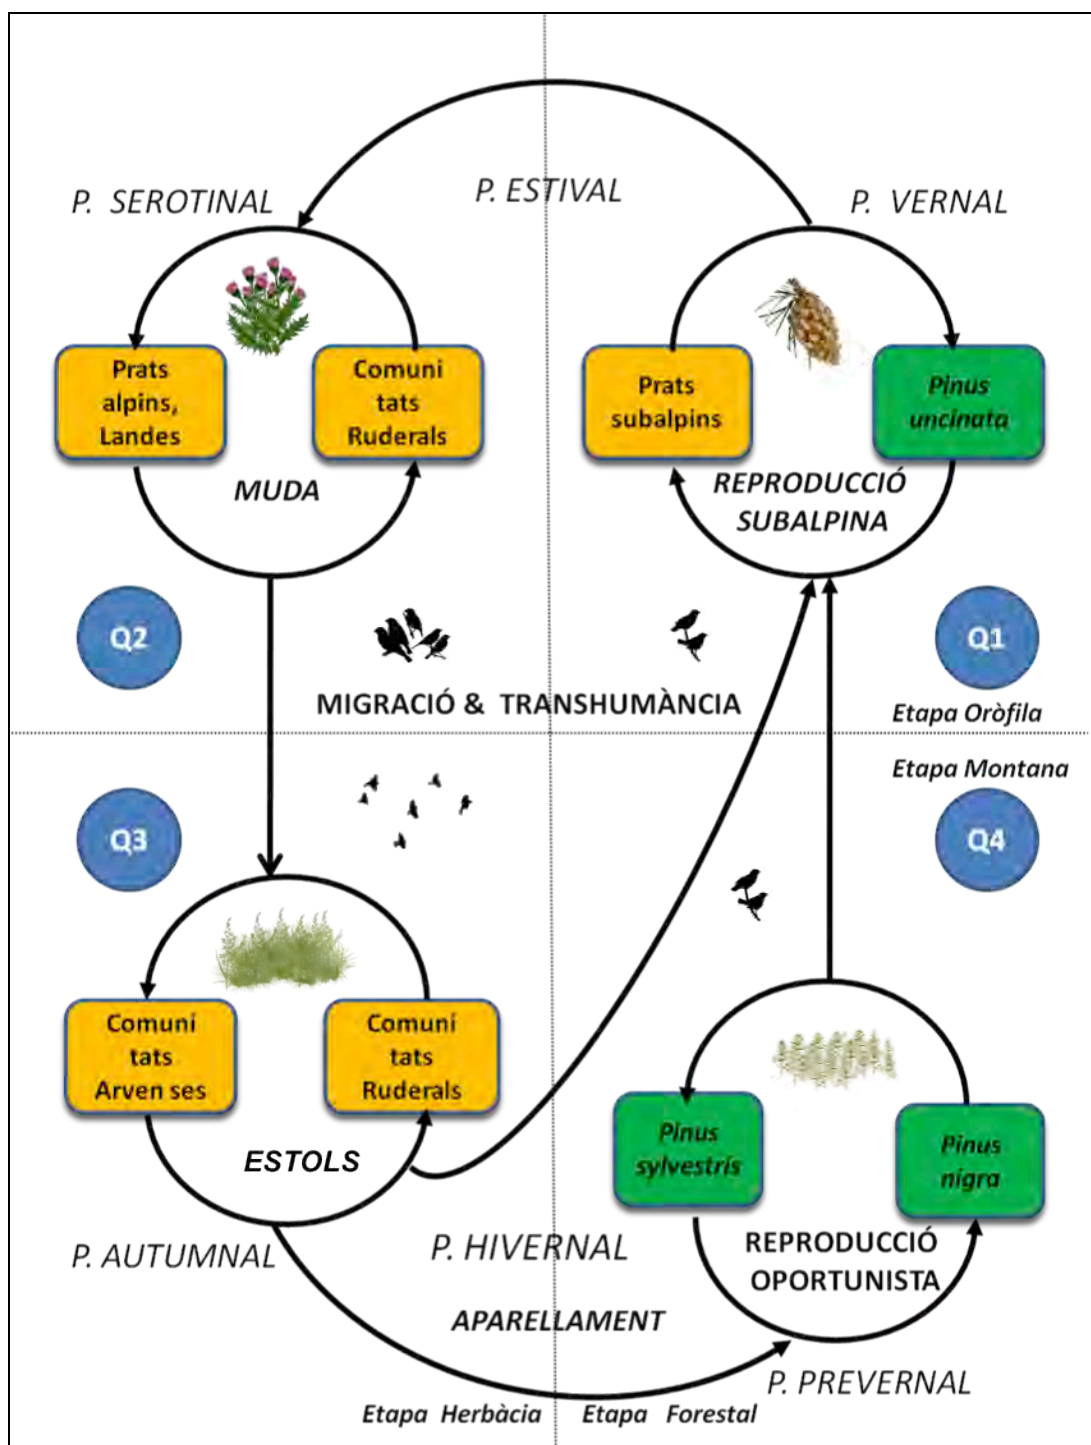 P. SEROTINAL
P. ESTIVAL
P. VERNAL
Prats
alpins,
Landes
Comuni
tats
Ruderals
MUDA
Prats
subalpins
Pinus
uncinata
REPRODUCCIÓ
SUBALPINA
Q2
Q1
MIGRACIÓ & TRANSHUMÀNCIA
Etapa Oròfila
Etapa Montana
Q3
Q4
Comuni
tats
Arven ses
Comuni
tats
Ruderals
ESTOLS
Pinus
sylvestris
Pinus
nigra
REPRODUCCIÓ
OPORTUNISTA
P. AUTUMNAL
P. HIVERNAL
APARELLAMENT
P. PREVERNAL
Etapa Herbàcia
Etapa Forestal